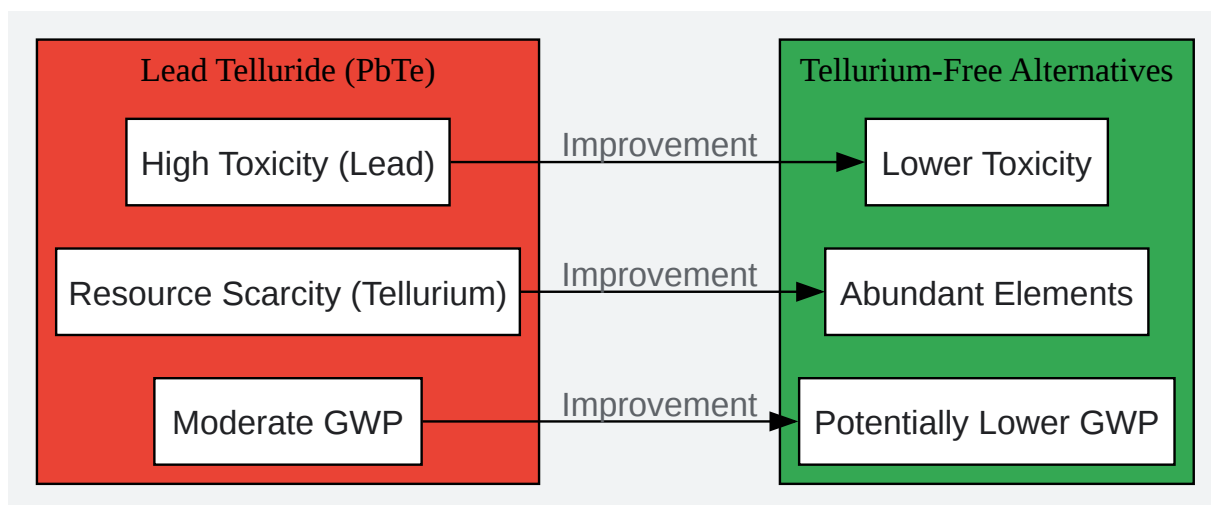 Lead Telluride (PbTe)
Tellurium-Free Alternatives
High Toxicity (Lead)
Improvement
Lower Toxicity
Resource Scarcity (Tellurium)
Improvement
Abundant Elements
Moderate GWP
Improvement
Potentially Lower GWP